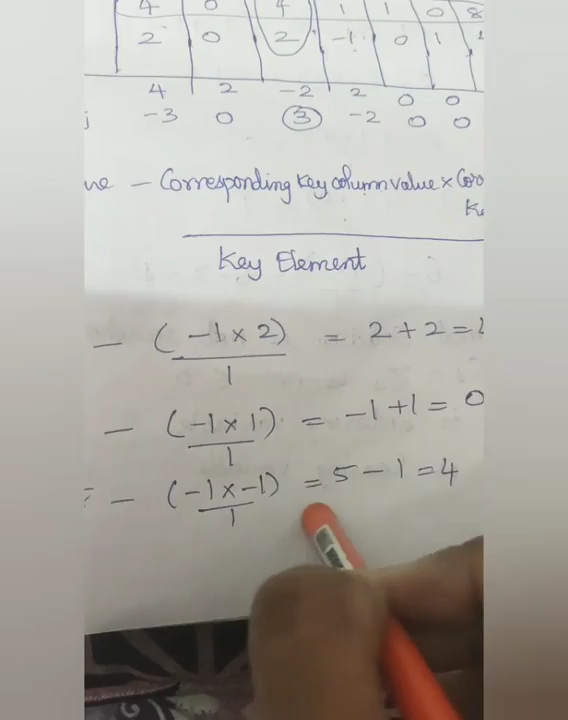 4 0 4 1 1 0 8
2 0 2 -1 0 1
4 2 -2 2 0 0
-3 0 3 -2 0 0
ue - Corresponding key column value × Cor
Key Element
- (-1 × 2) = 2 + 2 =
1
- (-1 × 1) = -1 + 1 = 0
1
- (-1 × -1) = 5 - 1 = 4
1